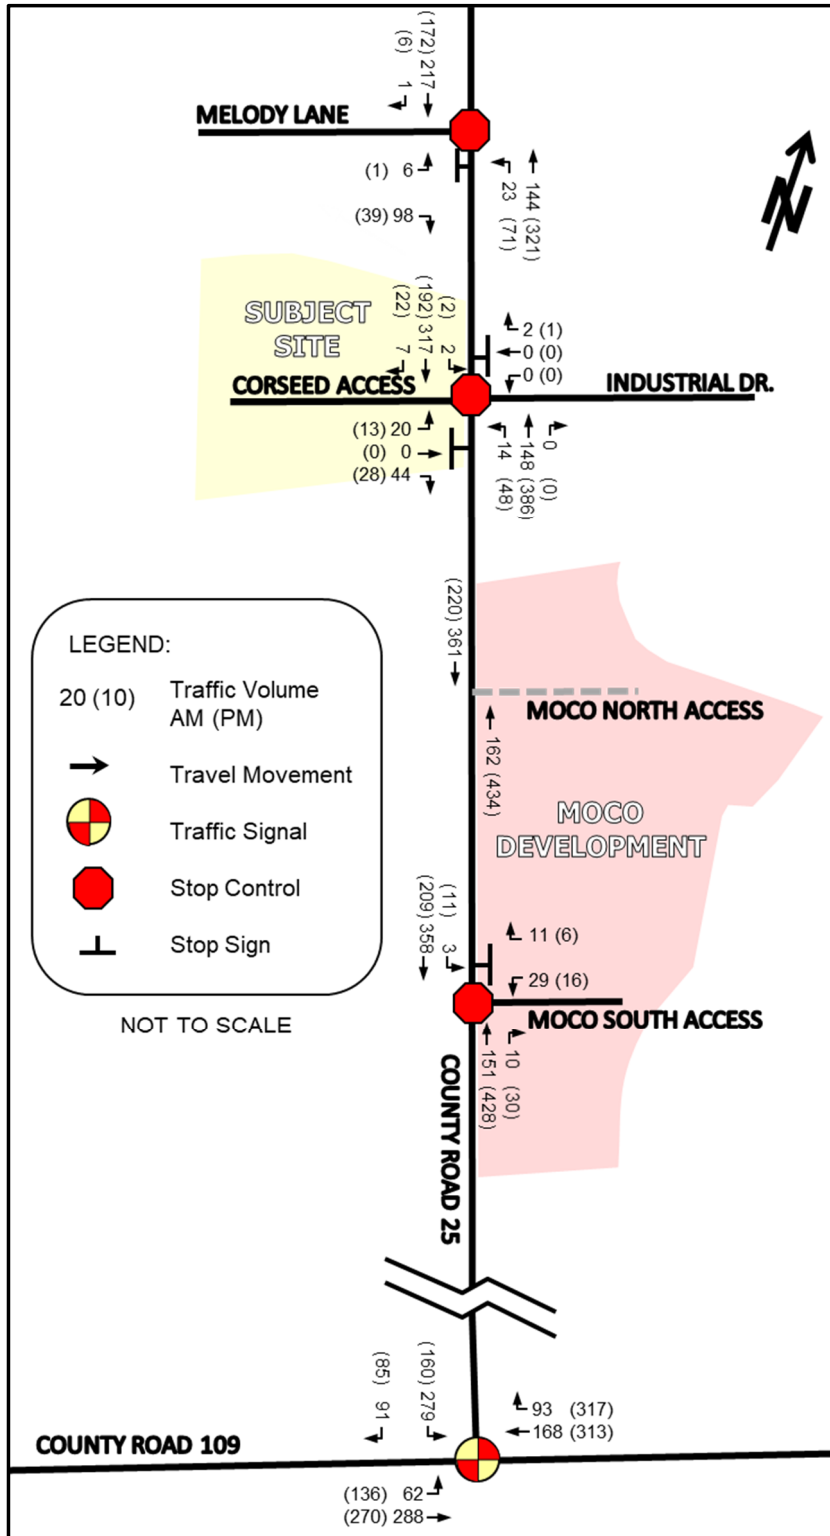 (172) 217
(6) 1
MELODY LANE
(1) 6
(39) 98
23 (71)
144 (321)
N
SUBJECT
SITE
(2) 2
(192) 317
(22) 7
2 (1)
0 (0)
0 (0)
CORSEED ACCESS
INDUSTRIAL DR.
(13) 20
(0) 0
(28) 44
14 (48)
148 (386)
0 (0)
(220) 361
LEGEND:
20 (10)
Traffic Volume
AM (PM)
Travel Movement
Traffic Signal
Stop Control
Stop Sign
NOT TO SCALE
MOCO NORTH ACCESS
162 (434)
MOCO
DEVELOPMENT
(11) 3
(209) 358
11 (6)
29 (16)
MOCO SOUTH ACCESS
151 (428)
10 (30)
COUNTY ROAD 25
(85) 91
(160) 279
93 (317)
168 (313)
COUNTY ROAD 109
(136) 62
(270) 288